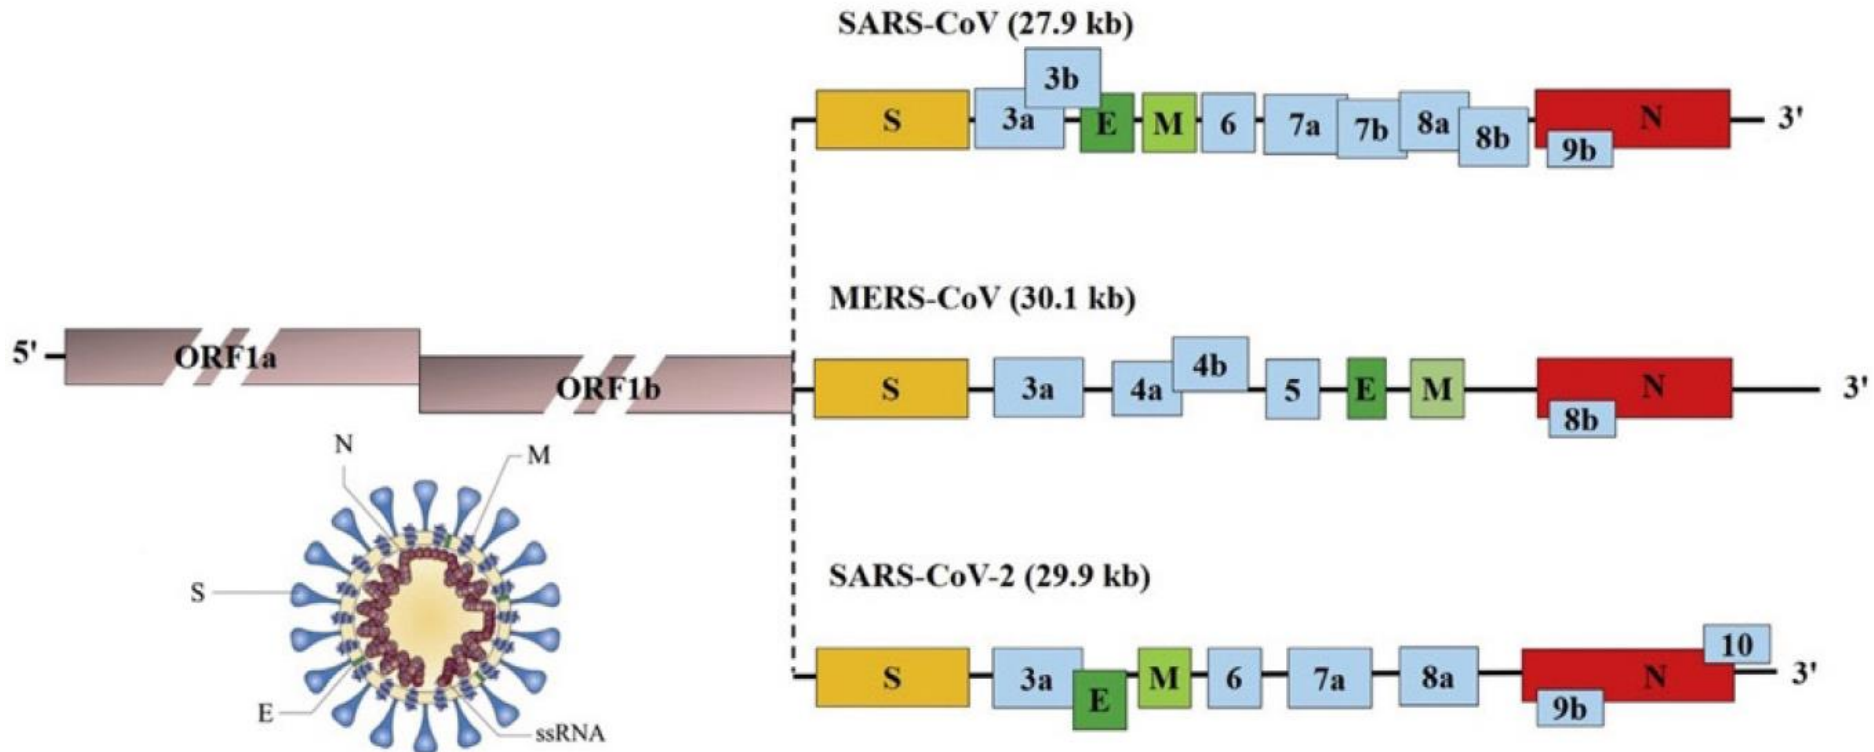 SARS-CoV (27.9 kb)
3b
S 3a E M 6 7a 7b 8a 8b N 3'
9b
MERS-CoV (30.1 kb)
5' ORF1a ORF1b
S 3a 4a 4b 5 E M N 3'
8b
N
M
S
E
ssRNA
SARS-CoV-2 (29.9 kb)
10
S 3a E M 6 7a 8a N 3'
9b